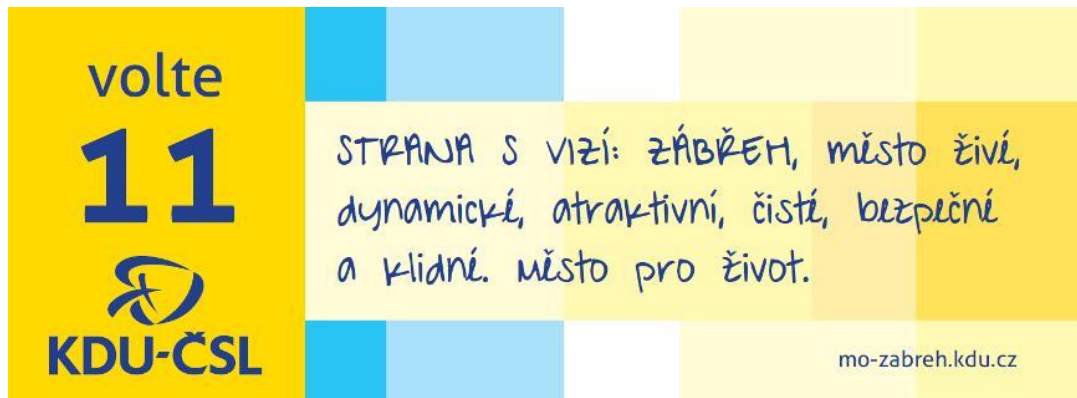 volte
11
KDU-ČSL
STRANA S VIZÍ: ZÁBŘEH, město živé,
dynamické, atraktivní, čisté, bezpečné
a klidné. Město pro život.
mo-zabreh.kdu.cz